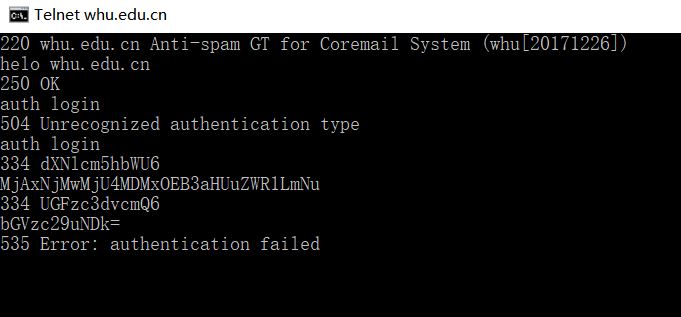 Telnet whu.edu.cn
220 whu.edu.cn Anti-spam GT for Coremail System (whu[20171226])
helo whu.edu.cn
250 OK
auth login
504 Unrecognized authentication type
auth login
334 dXNlcm5hbWU6
MjAxNjMwMjU4MDMxOEB3aHUuZWR1LmNu
334 UGFzc3dvcmQ6
bGVzc29uNDk=
535 Error: authentication failed